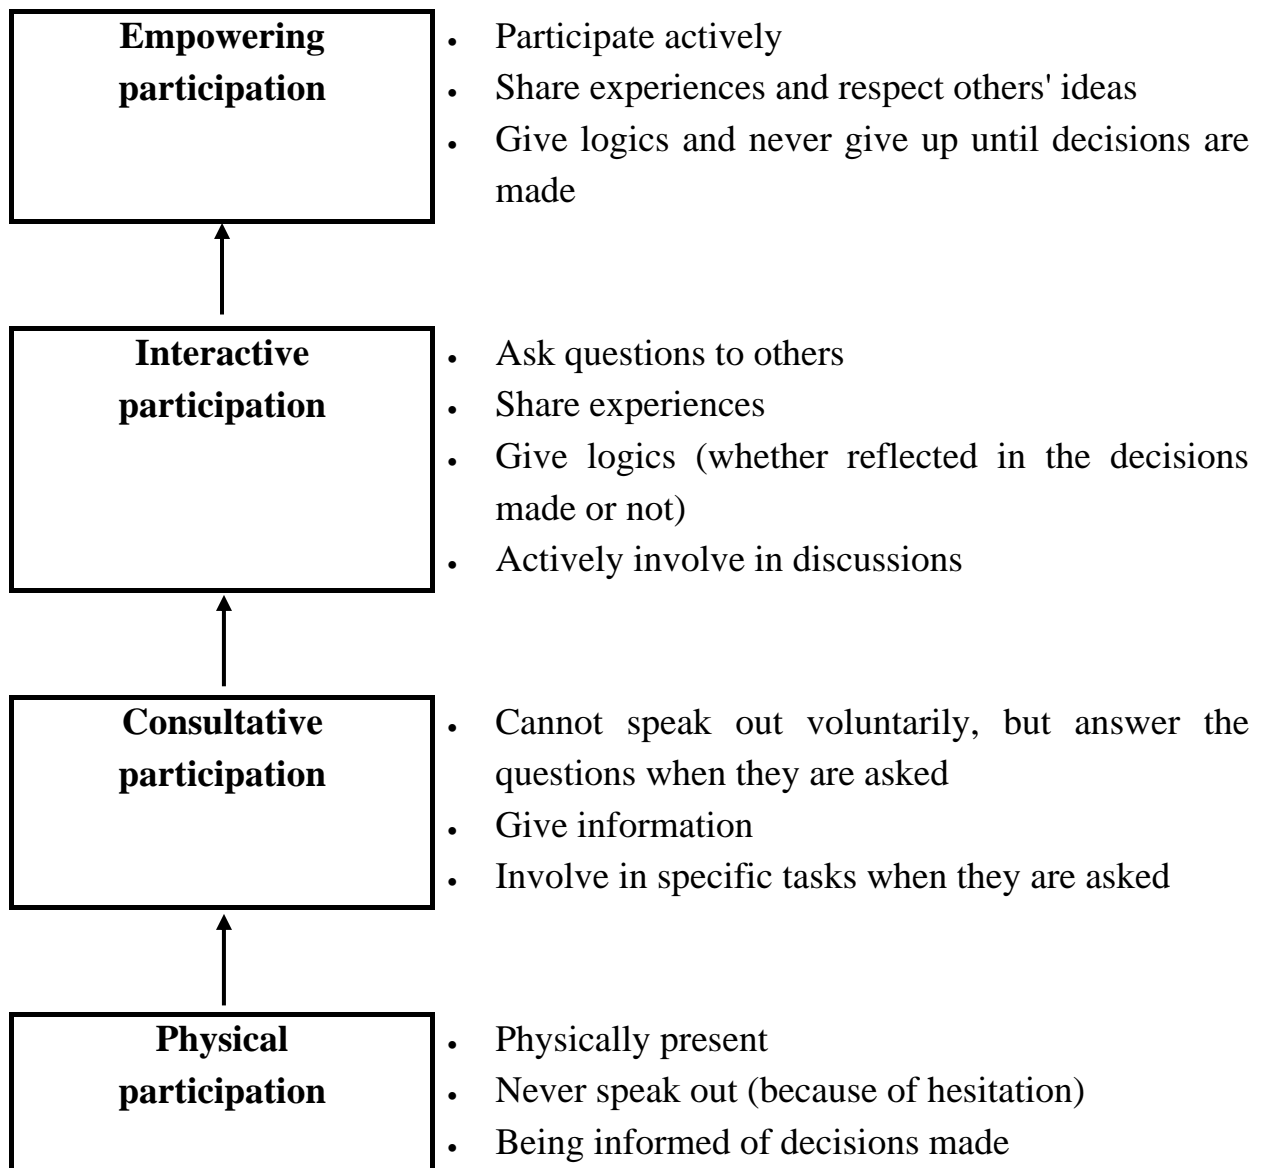 Empowering
participation
• Participate actively
• Share experiences and respect others' ideas
• Give logics and never give up until decisions are
made
Interactive
participation
• Ask questions to others
• Share experiences
• Give logics (whether reflected in the decisions
made or not)
• Actively involve in discussions
Consultative
participation
• Cannot speak out voluntarily, but answer the
questions when they are asked
• Give information
• Involve in specific tasks when they are asked
Physical
participation
• Physically present
• Never speak out (because of hesitation)
• Being informed of decisions made